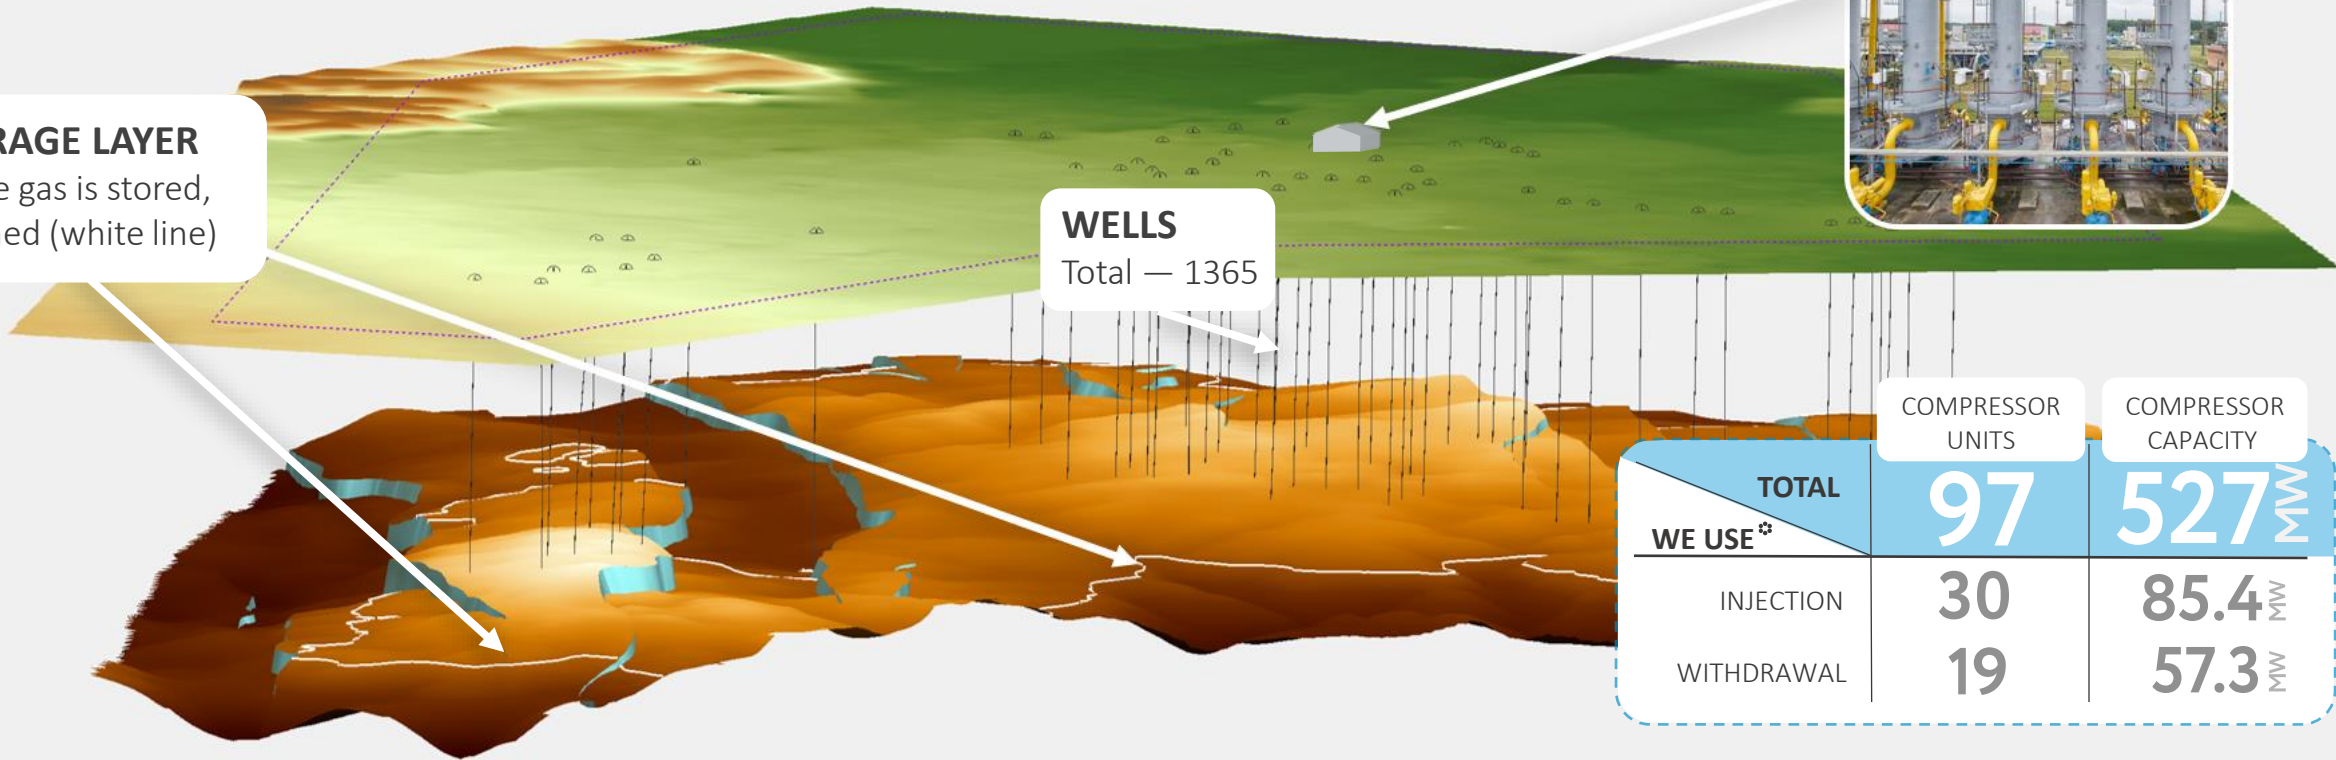 RAGE LAYER
e gas is stored,
ed (white line)
WELLS
Total — 1365
COMPRESSOR
UNITS
COMPRESSOR
CAPACITY
TOTAL
97
527 MW
WE USE*
INJECTION
30
85.4 MW
WITHDRAWAL
19
57.3 MW